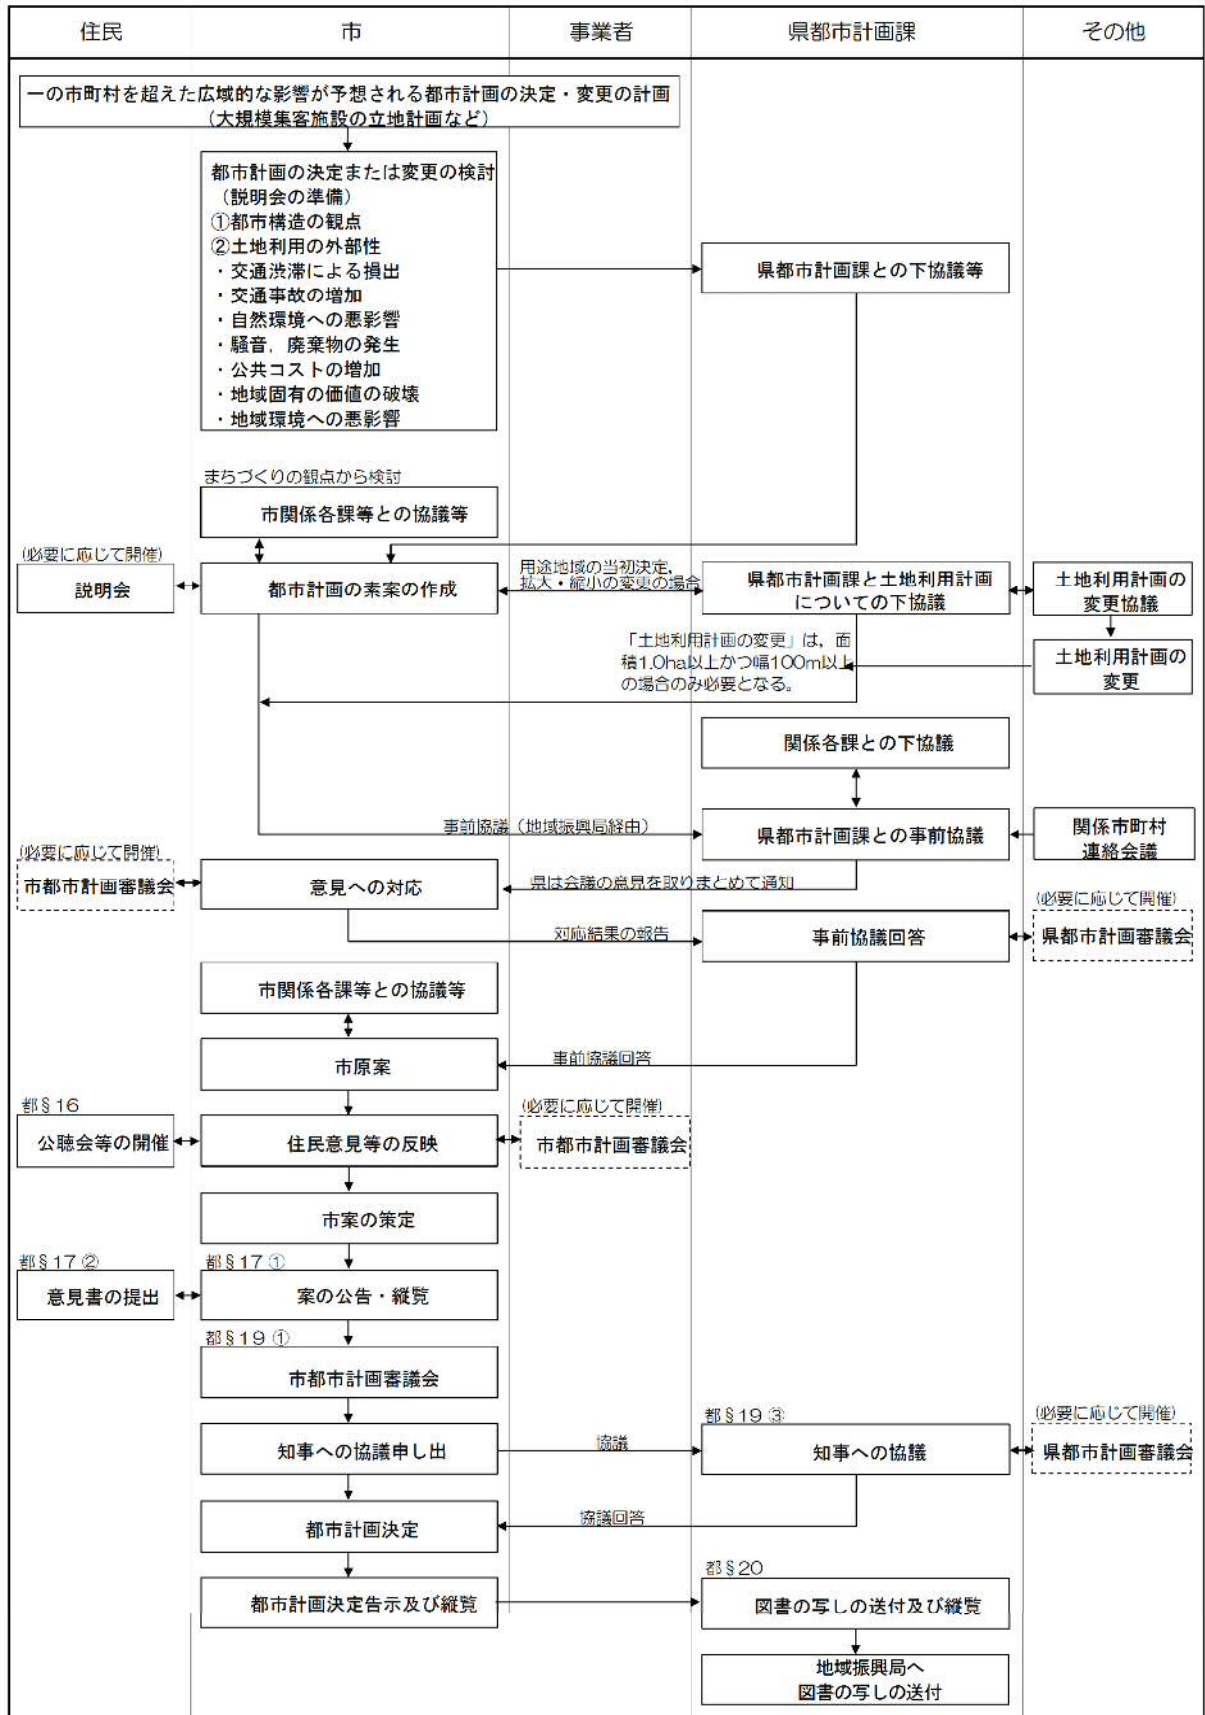 住民
市
事業者
県都市計画課
その他
一の市町村を超えた広域的な影響が予想される都市計画の決定・変更の計画
(大規模集客施設の立地計画など)
都市計画の決定または変更の検討
(説明会の準備)
①都市構造の観点
②土地利用の外部性
・交通渋滞による損出
・交通事故の増加
・自然環境への悪影響
・騒音，廃棄物の発生
・公共コストの増加
・地域固有の価値の破壊
・地域環境への悪影響
県都市計画課との下協議等
まちづくりの観点から検討
市関係各課等との協議等
(必要に応じて開催)
説明会
都市計画の素案の作成
用途地域の当初決定，
拡大・縮小の変更の場合
県都市計画課と土地利用計画
についての下協議
土地利用計画の
変更協議
「土地利用計画の変更」は，面
積1.0ha以上かつ幅100m以上
の場合のみ必要となる。
土地利用計画の
変更
関係各課との下協議
事前協議（地域振興局経由）
県都市計画課との事前協議
関係市町村
連絡会議
(必要に応じて開催)
市都市計画審議会
意見への対応
県は会議の意見を取りまとめて通知
(必要に応じて開催)
対応結果の報告
事前協議回答
県都市計画審議会
市関係各課等との協議等
市原案
事前協議回答
都§16
公聴会等の開催
住民意見等の反映
(必要に応じて開催)
市都市計画審議会
市案の策定
都§17②
意見書の提出
都§17①
案の公告・縦覧
都§19①
市都市計画審議会
知事への協議申し出
協議
都§19③
知事への協議
(必要に応じて開催)
県都市計画審議会
都市計画決定
協議回答
都市計画決定告示及び縦覧
都§20
図書の写しの送付及び縦覧
地域振興局へ
図書の写しの送付